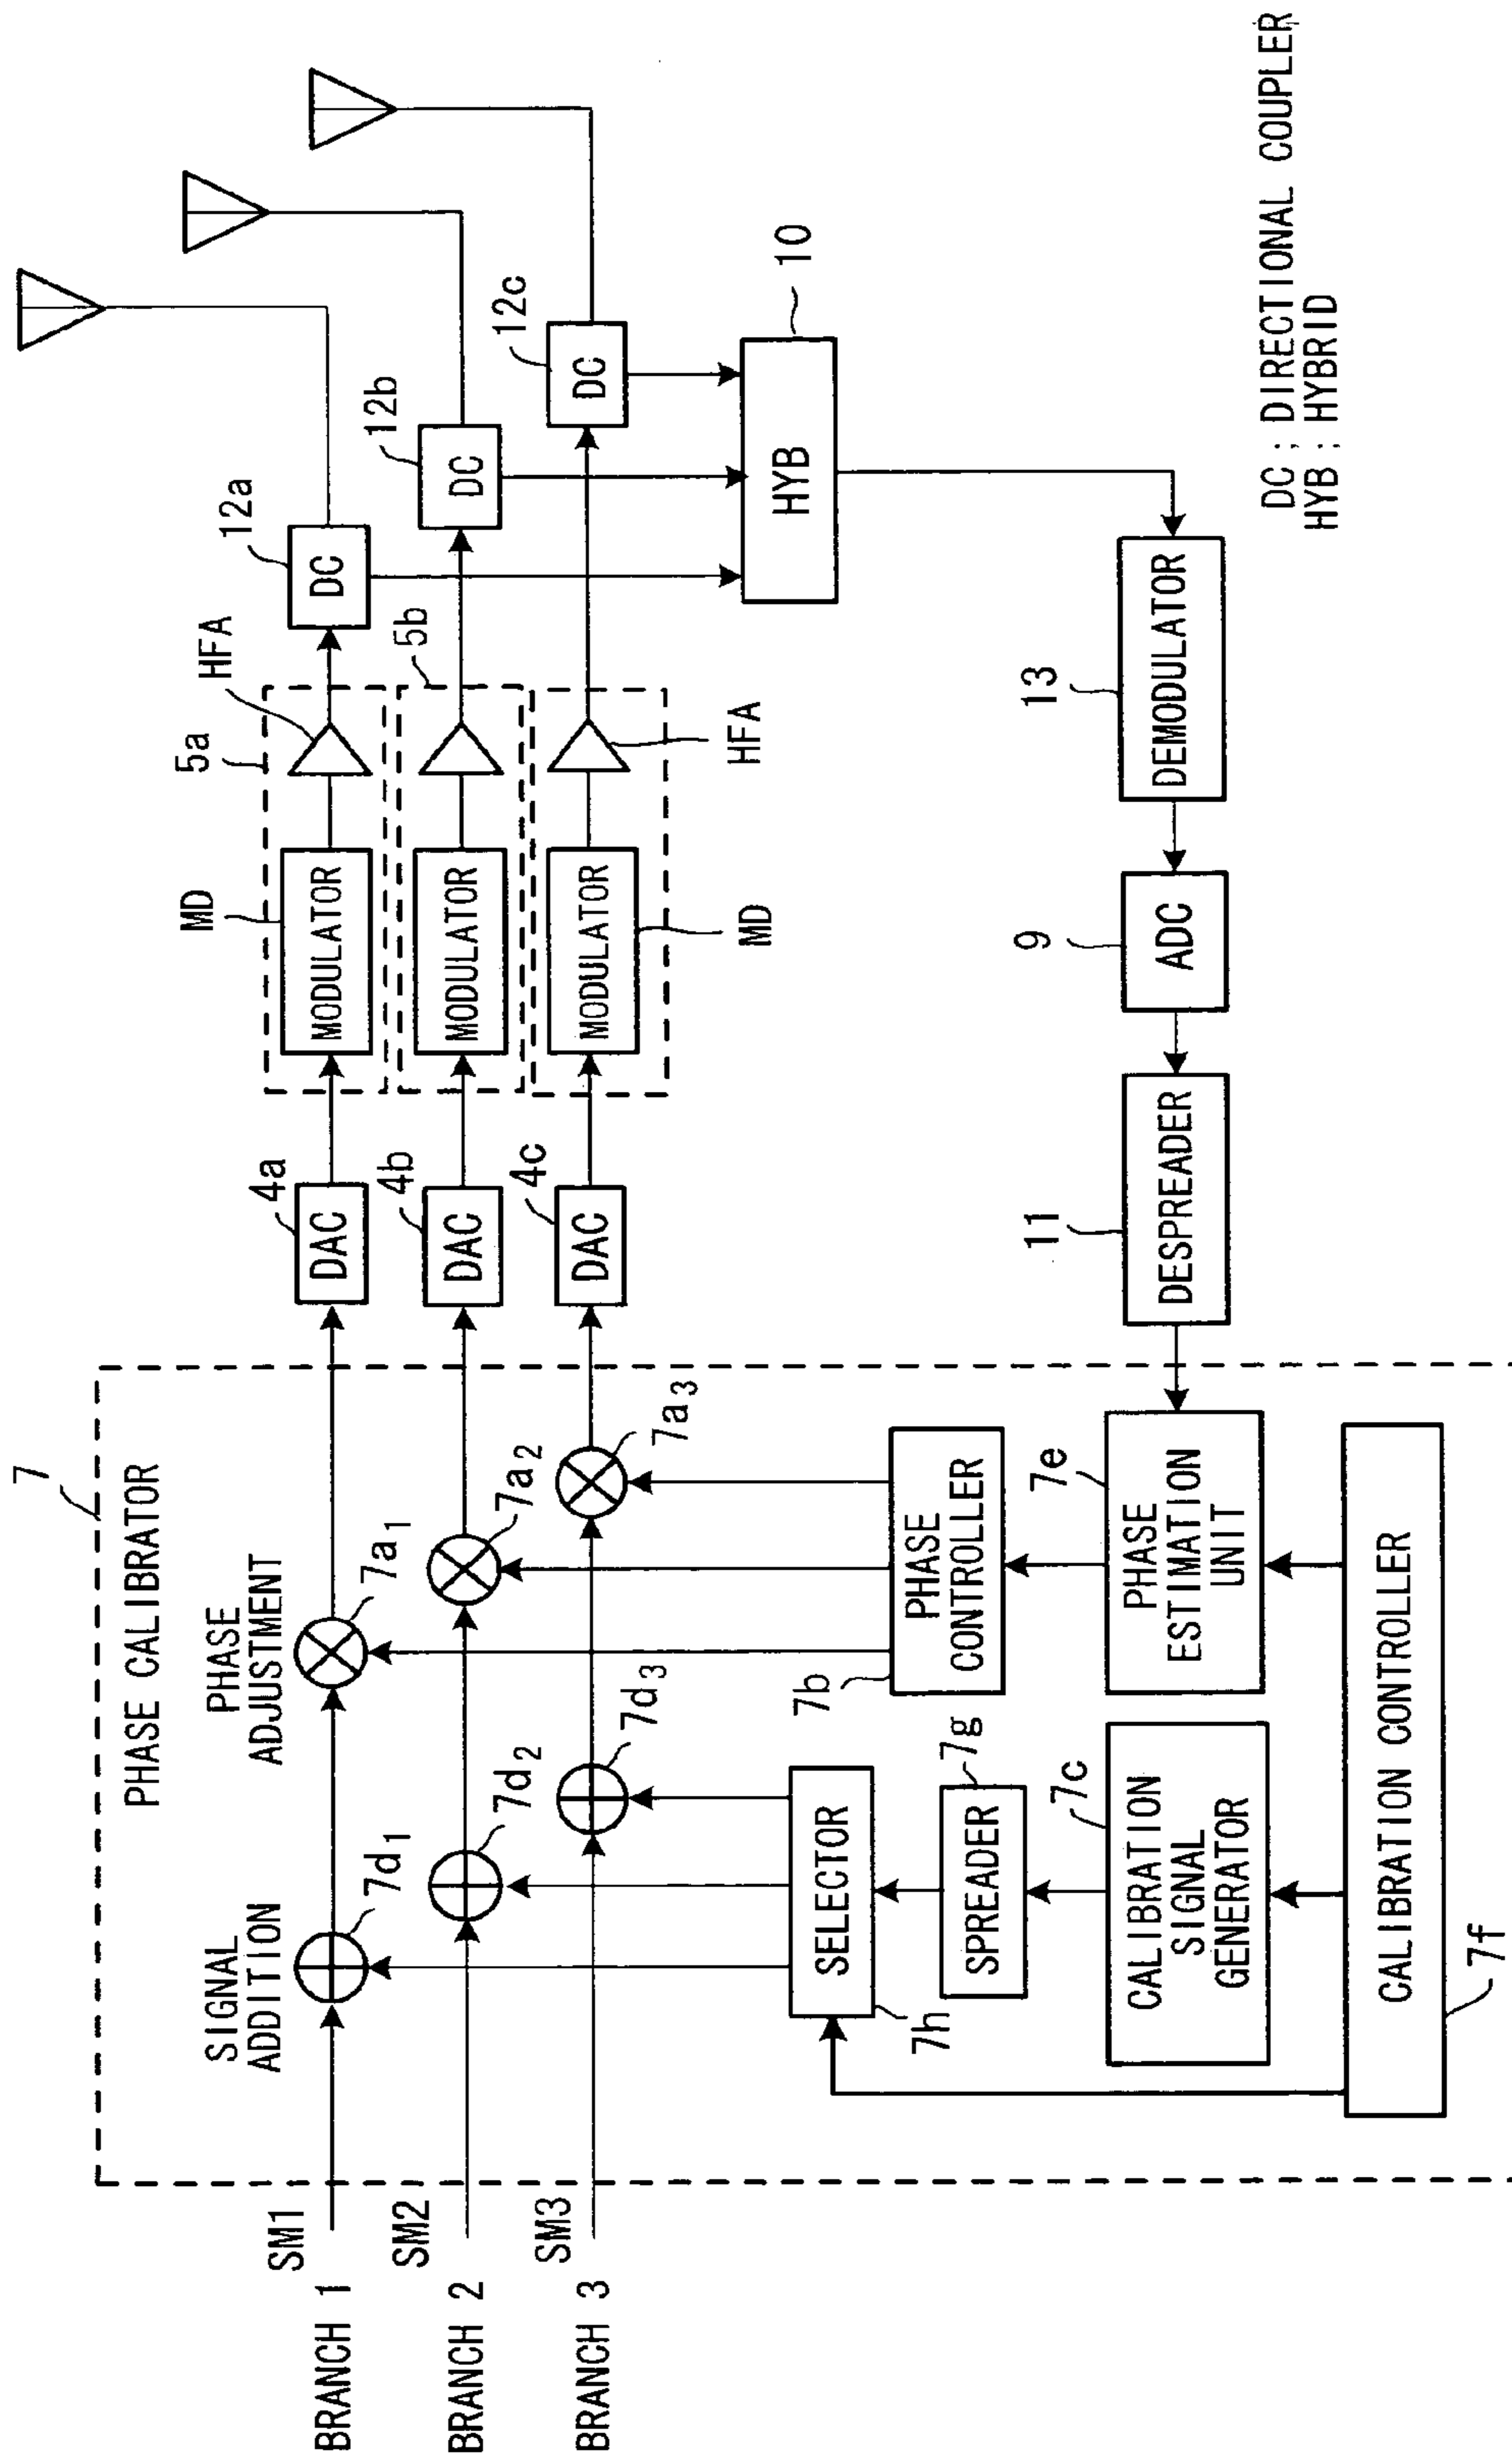 7
PHASE CALIBRATOR
SIGNAL
ADDITION
PHASE
ADJUSTMENT
BRANCH 1
SM1
BRANCH 2
SM2
BRANCH 3
SM3
7d1
7d2
7d3
7a1
7a2
7a3
4a
DAC
4b
DAC
4c
DAC
5a
5b
MD
MODULATOR
MODULATOR
MODULATOR
MD
HFA
HFA
12a
DC
12b
DC
12c
DC
10
HYB
SELECTOR
7h
SPREADER
7g
CALIBRATION
SIGNAL
GENERATOR
7c
PHASE
CONTROLLER
7b
PHASE
ESTIMATION
UNIT
7e
CALIBRATION CONTROLLER
7f
11
DESPREADER
9
ADC
13
DEMODULATOR
DC ; DIRECTIONAL COUPLER
HYB ; HYBRID